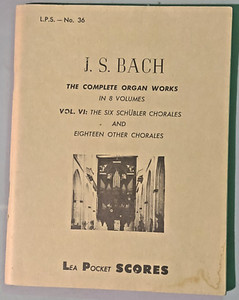 L.P.S. – No. 36
J. S. BACH
THE COMPLETE ORGAN WORKS
IN 8 VOLUMES
VOL. VI: THE SIX SCHÜBLER CHORALES
AND
EIGHTEEN OTHER CHORALES
LEA POCKET SCORES